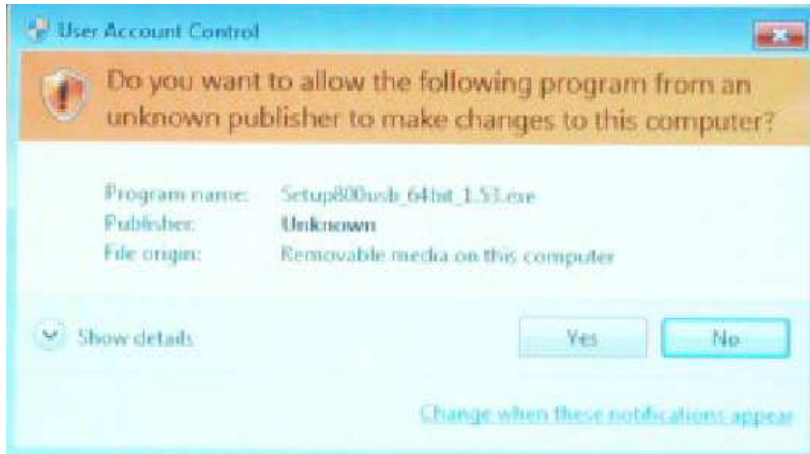 User Account Control
Do you want to allow the following program from an
unknown publisher to make changes to this computer?
Program name: Setup800usb_64bit_1.53.exe
Publisher: Unknown
File origin: Removable media on this computer
Show details
Yes
No
Change when these notifications appear